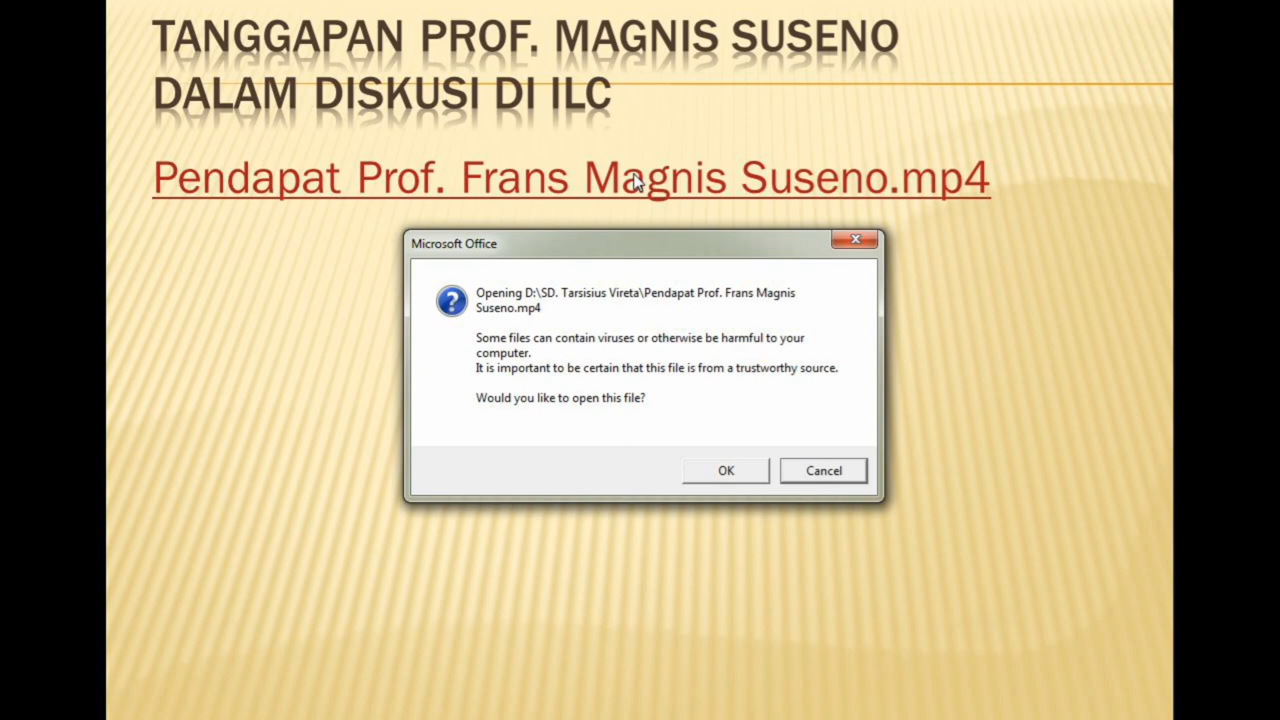 TANGGAPAN PROF. MAGNIS SUSENO
DALAM DISKUSI DI ILC
Pendapat Prof. Frans Magnis Suseno.mp4
Microsoft Office
Opening D:\SD. Tarsisius Vireta\Pendapat Prof. Frans Magnis
Suseno.mp4
Some files can contain viruses or otherwise be harmful to your
computer.
It is important to be certain that this file is from a trustworthy source.
Would you like to open this file?
OK
Cancel